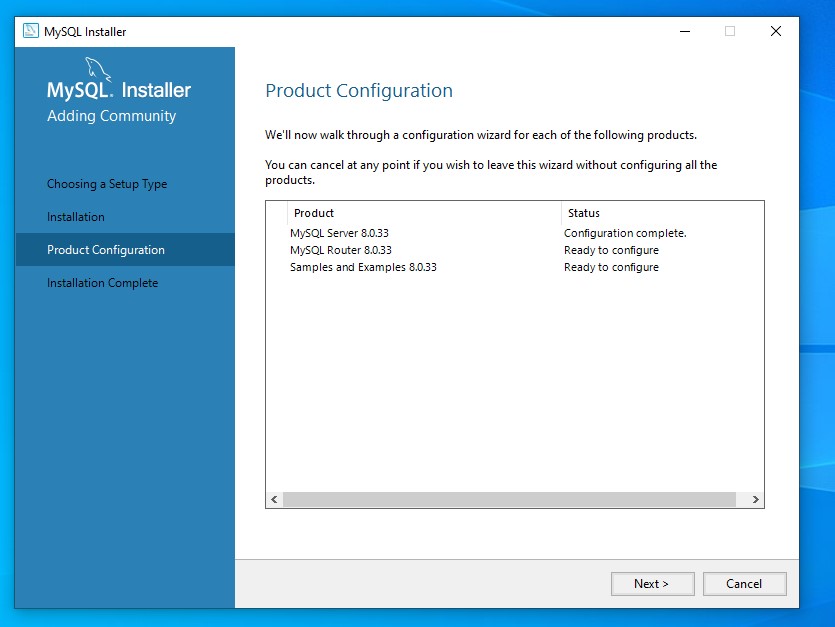 MySQL Installer
MySQL. Installer
Adding Community
Choosing a Setup Type
Installation
Product Configuration
Installation Complete
Product Configuration
We'll now walk through a configuration wizard for each of the following products.
You can cancel at any point if you wish to leave this wizard without configuring all the
products.
Product Status
MySQL Server 8.0.33 Configuration complete.
MySQL Router 8.0.33 Ready to configure
Samples and Examples 8.0.33 Ready to configure
Next > Cancel